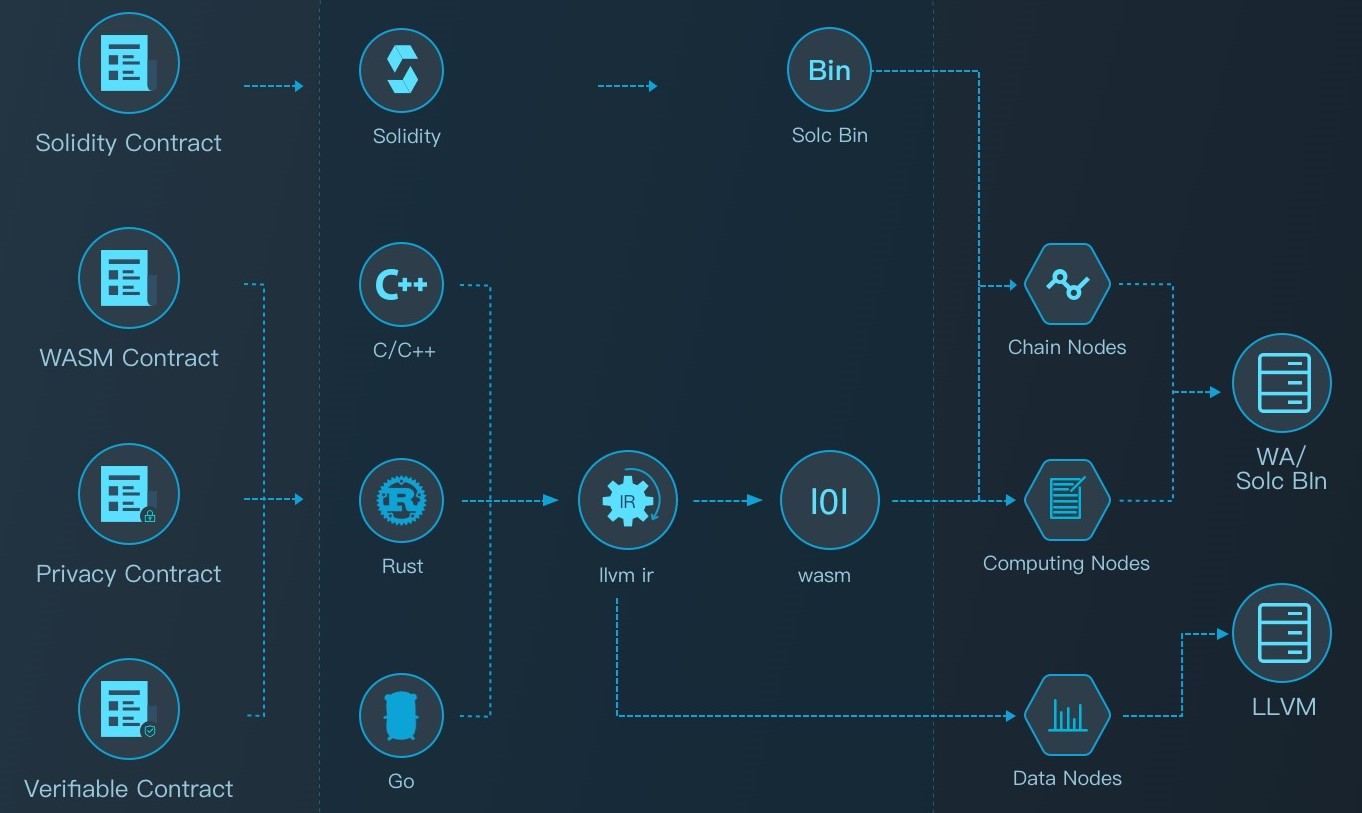 Solidity Contract
Solidity
Bin
Solc Bin
WASM Contract
C++
C/C++
Chain Nodes
WA/
Solc BIn
Privacy Contract
R
Rust
IR
llvm ir
101
wasm
Computing Nodes
Verifiable Contract
Go
Data Nodes
LLVM